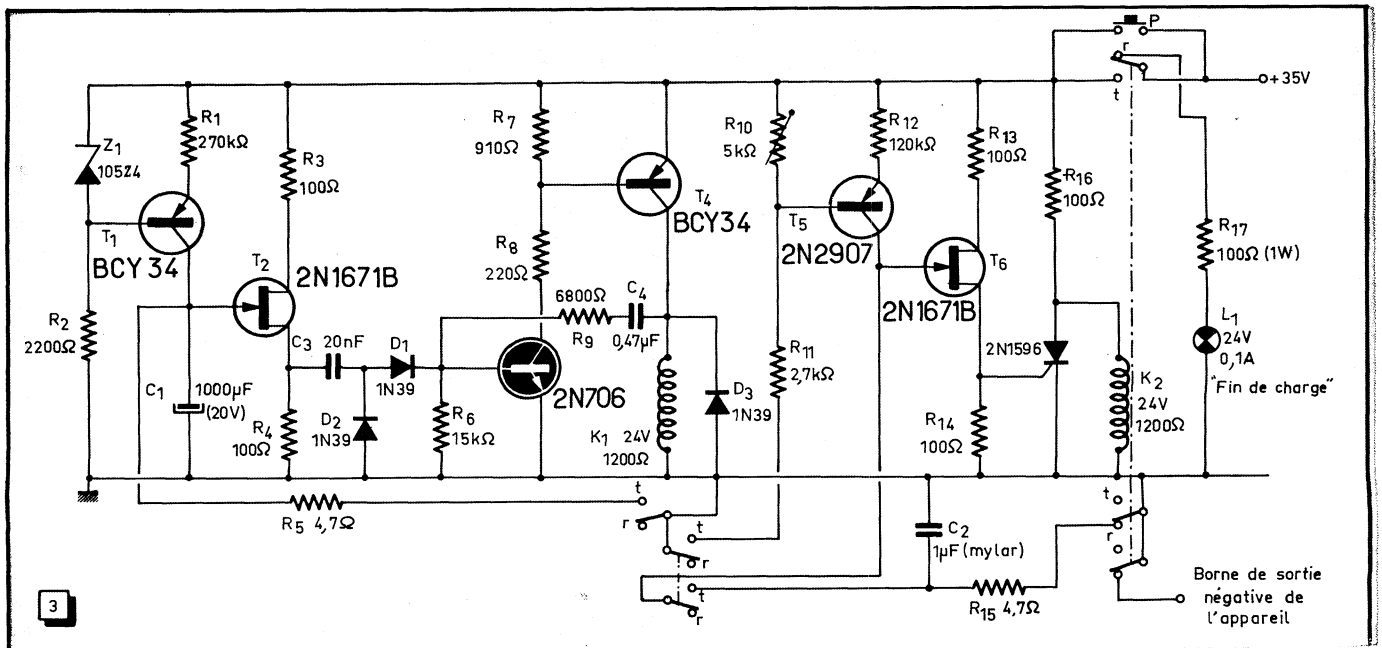 P
r
t
+35V
R1
270kΩ
Z1
105Z4
T1
BCY 34
R2
2200Ω
C1
1000µF
(20V)
R3
100Ω
T2
2N1671B
C3
20nF
D1
1N39
D2
1N39
R4
100Ω
R5 4,7Ω
R6
15kΩ
R7
910Ω
R8
220Ω
6800Ω
R9
C4
0,47µF
2N706
T4
BCY34
K1 24V
1200Ω
D3
1N39
t
r
t
r
t
r
R10
5kΩ
R11
2,7kΩ
T5
2N2907
R12
120kΩ
R13
100Ω
T6
2N1671B
R14
100Ω
C2
1µF(mylar)
R15 4,7Ω
R16
100Ω
2N1596
K2
24V
1200Ω
R17
100Ω (1W)
L1
24V
0,1A
"Fin de charge"
t
r
Borne de sortie
négative de
l'appareil
3